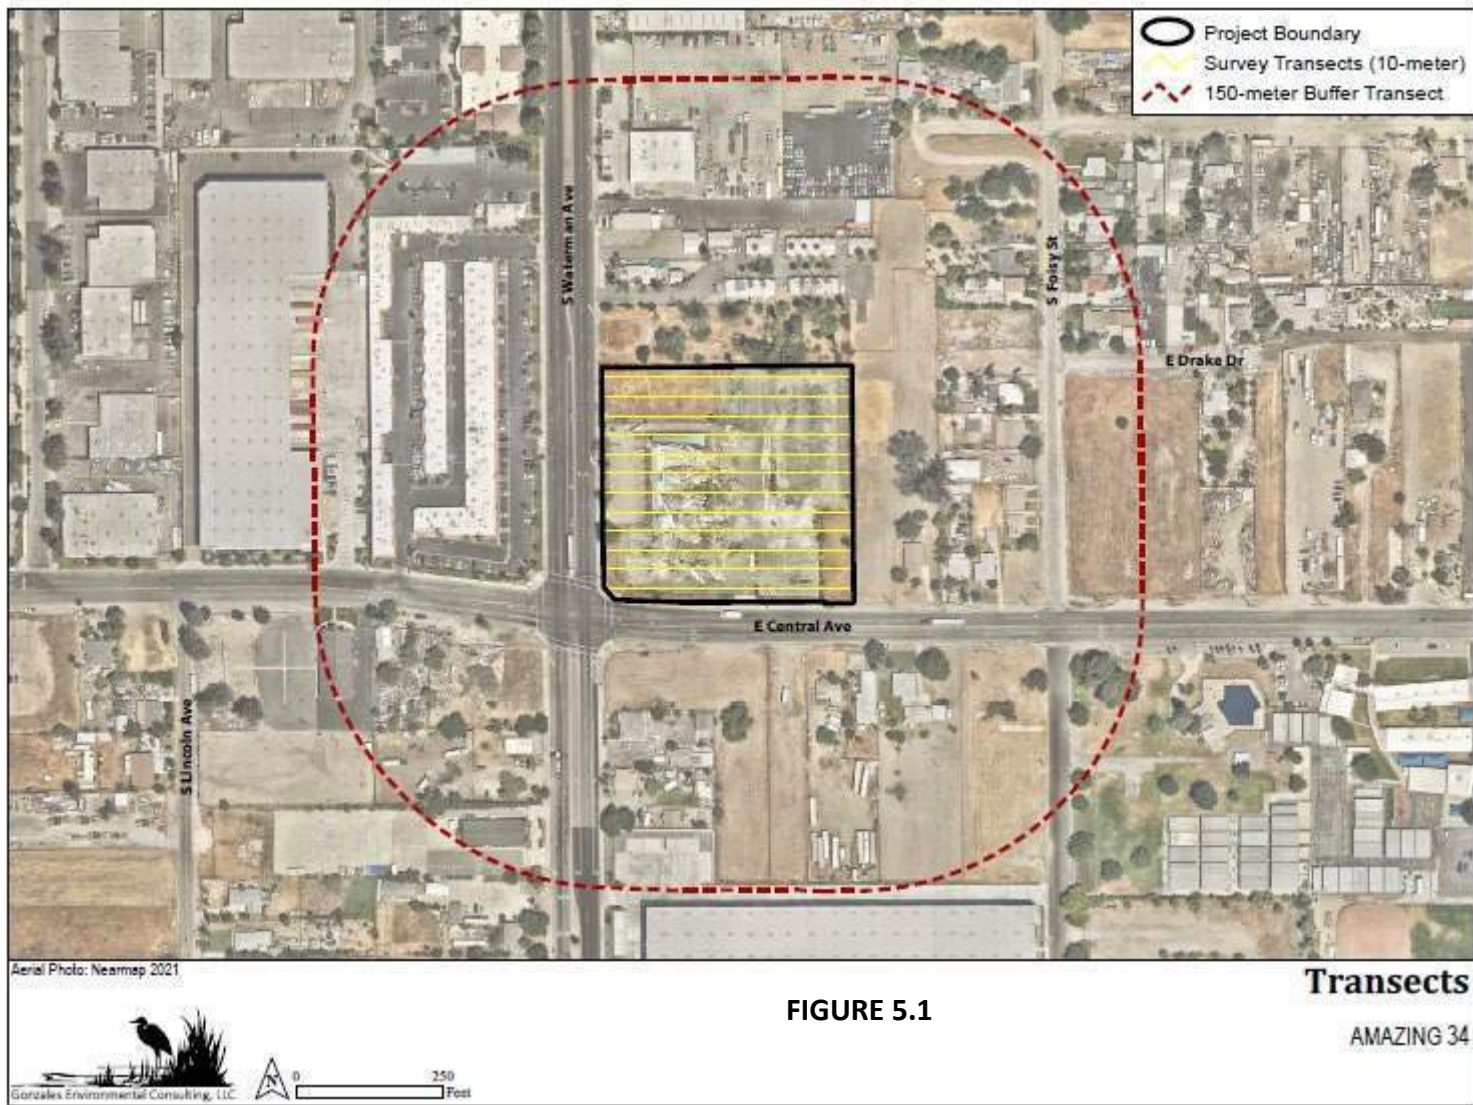 Project Boundary
Survey Transects (10-meter)
150-meter Buffer Transect
S Waterman Ave
S Foisy St
E Drake Dr
E Central Ave
S Lincoln Ave
Aerial Photo: Nearmap 2021
Transects
FIGURE 5.1
AMAZING 34
N
0 250
Feet
Gonzales Environmental Consulting, LLC